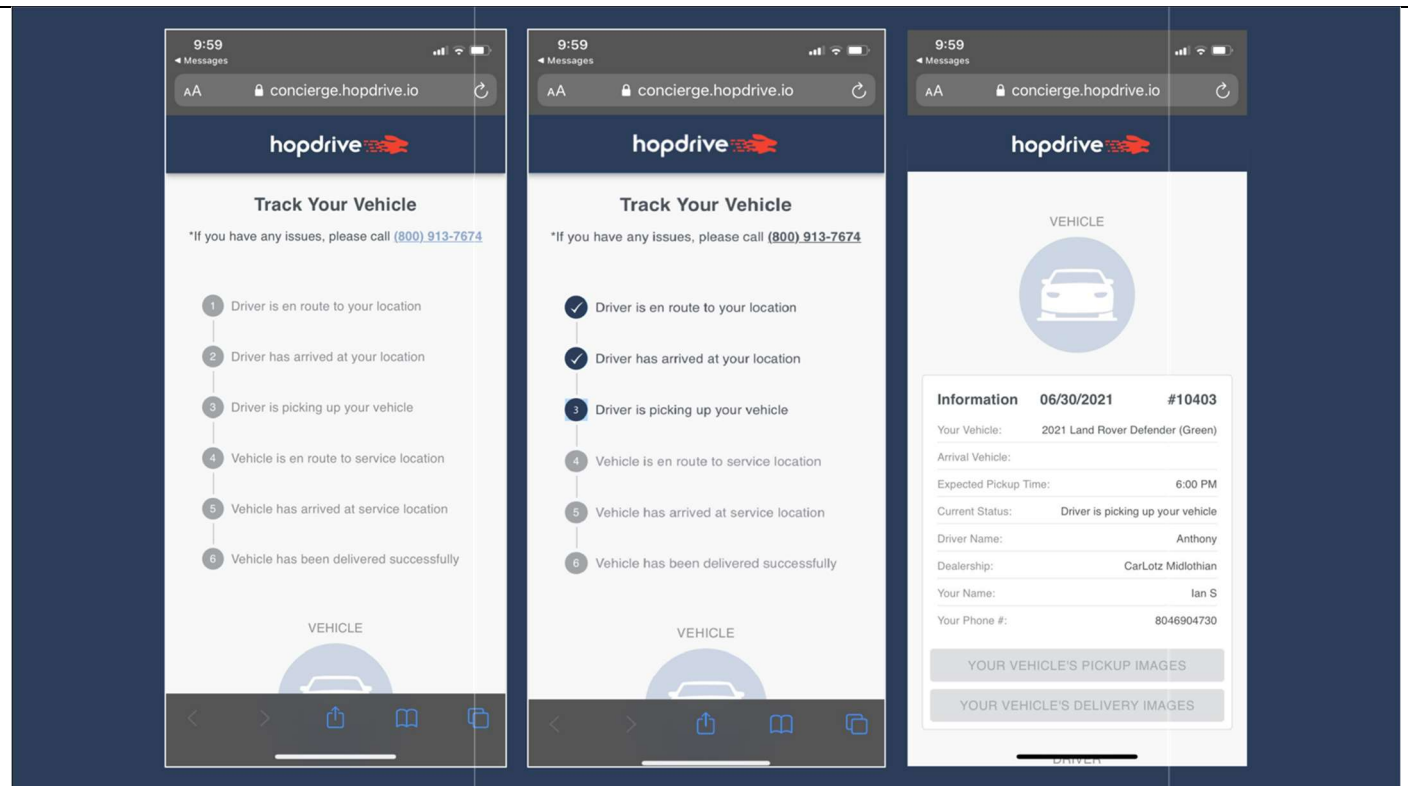 9:59
Messages
AA concierge.hopdrive.io
hopdrive
Track Your Vehicle
*If you have any issues, please call (800) 913-7674
1 Driver is en route to your location
2 Driver has arrived at your location
3 Driver is picking up your vehicle
4 Vehicle is en route to service location
5 Vehicle has arrived at service location
6 Vehicle has been delivered successfully
VEHICLE
9:59
Messages
AA concierge.hopdrive.io
hopdrive
Track Your Vehicle
*If you have any issues, please call (800) 913-7674
Driver is en route to your location
Driver has arrived at your location
3 Driver is picking up your vehicle
4 Vehicle is en route to service location
5 Vehicle has arrived at service location
6 Vehicle has been delivered successfully
VEHICLE
9:59
Messages
AA concierge.hopdrive.io
hopdrive
VEHICLE
Information 06/30/2021 #10403
Your Vehicle: 2021 Land Rover Defender (Green)
Arrival Vehicle:
Expected Pickup Time: 6:00 PM
Current Status: Driver is picking up your vehicle
Driver Name: Anthony
Dealership: CarLotz Midlothian
Your Name: Ian S
Your Phone #: 8046904730
YOUR VEHICLE'S PICKUP IMAGES
YOUR VEHICLE'S DELIVERY IMAGES
DRIVER